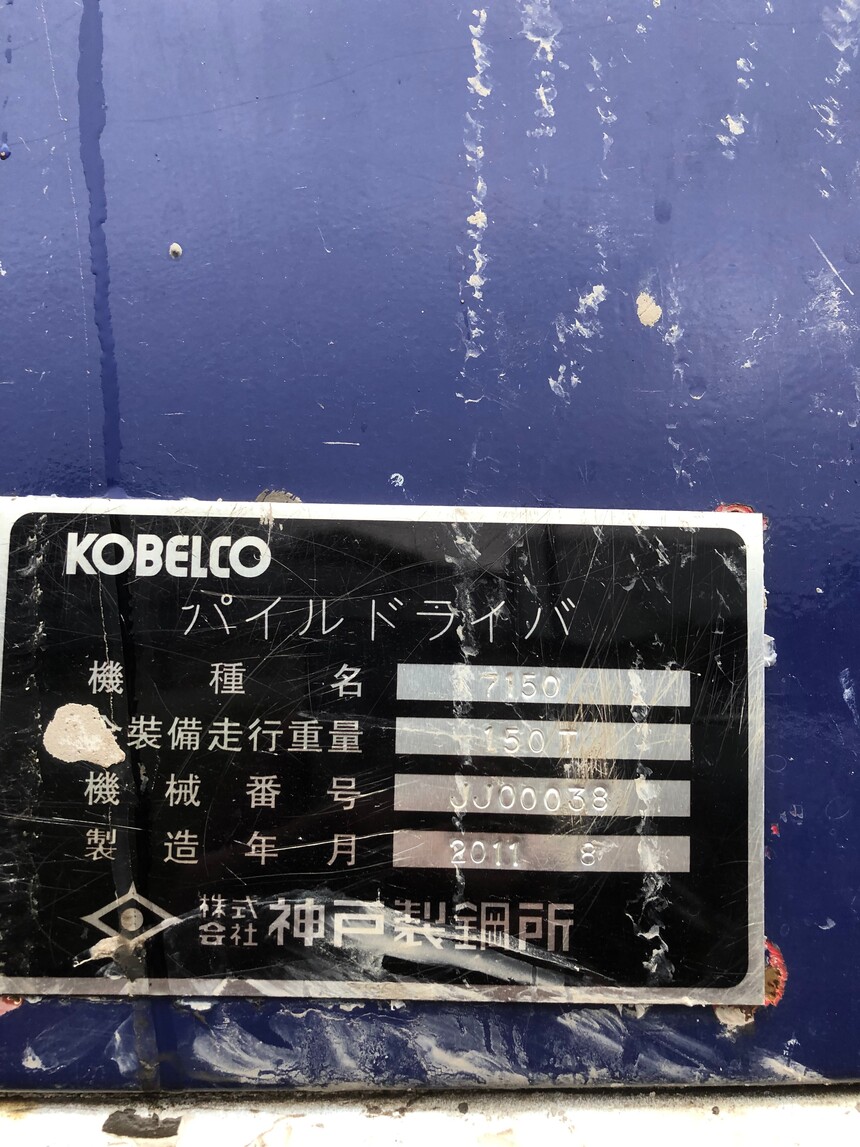 KOBELCO
パイルドライバ
機種名 7150
装備走行重量 150T
機械番号 JJ00038
製造年月 2011 8
株式会社 神戸製鋼所